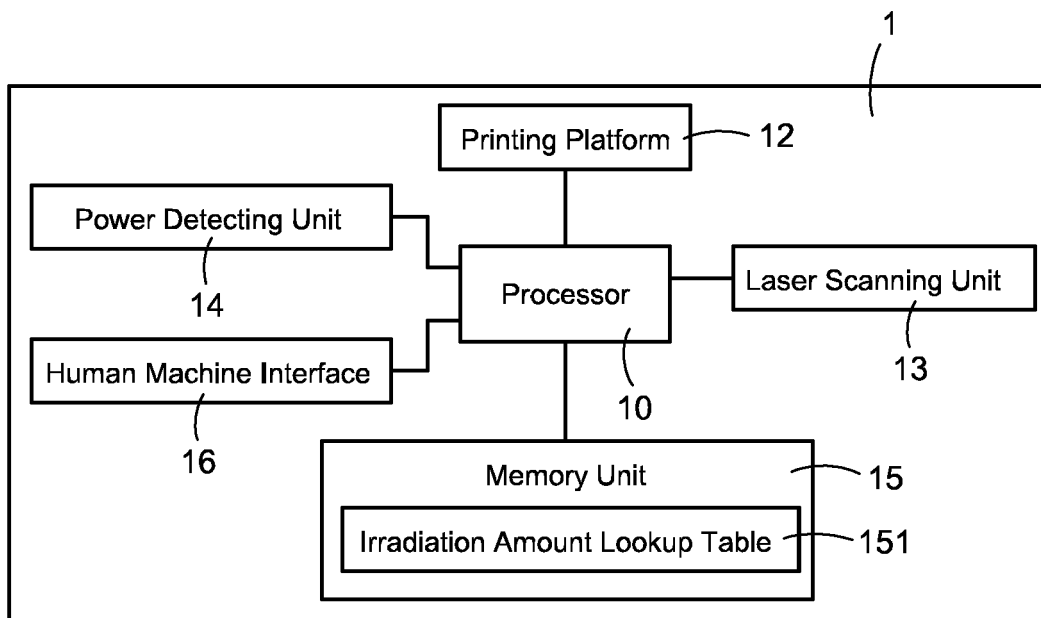 1
Printing Platform
12
Power Detecting Unit
14
Processor
10
Laser Scanning Unit
13
Human Machine Interface
16
Memory Unit
15
Irradiation Amount Lookup Table
151